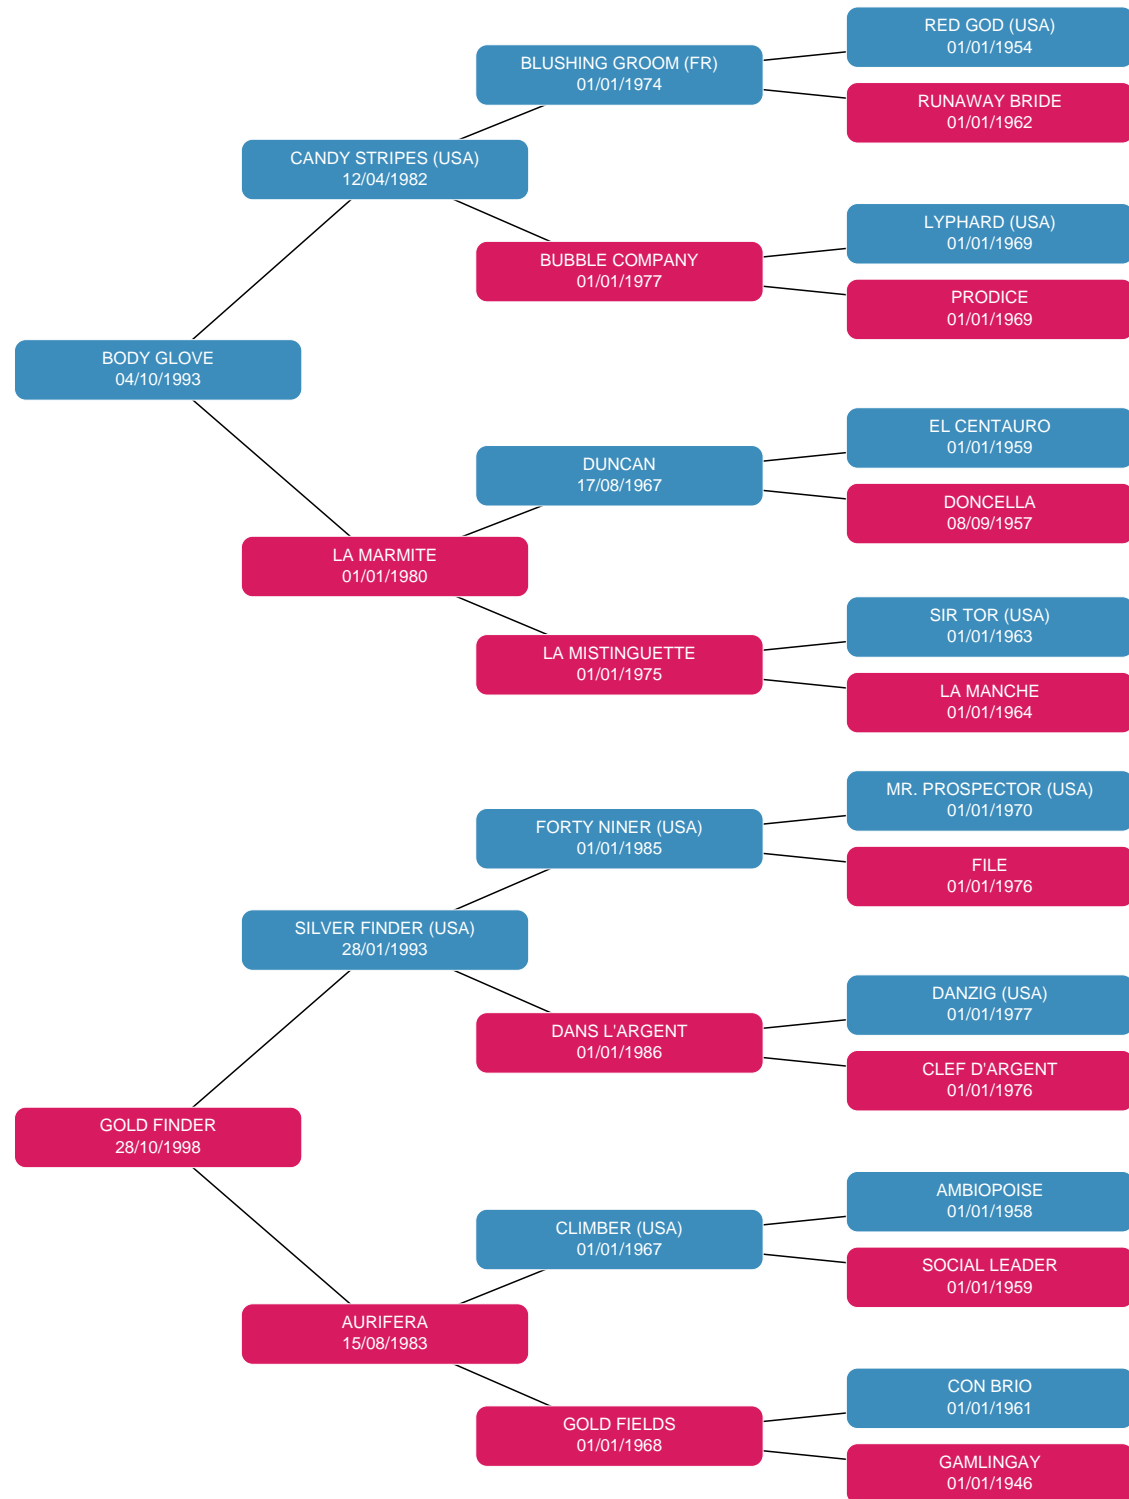 RED GOD (USA)
01/01/1954
BLUSHING GROOM (FR)
01/01/1974
RUNAWAY BRIDE
01/01/1962
CANDY STRIPES (USA)
12/04/1982
LYPHARD (USA)
01/01/1969
BUBBLE COMPANY
01/01/1977
PRODICE
01/01/1969
BODY GLOVE
04/10/1993
EL CENTAURO
01/01/1959
DUNCAN
17/08/1967
DONCELLA
08/09/1957
LA MARMITE
01/01/1980
SIR TOR (USA)
01/01/1963
LA MISTINGUETTE
01/01/1975
LA MANCHE
01/01/1964
MR. PROSPECTOR (USA)
01/01/1970
FORTY NINER (USA)
01/01/1985
FILE
01/01/1976
SILVER FINDER (USA)
28/01/1993
DANZIG (USA)
01/01/1977
DANS L'ARGENT
01/01/1986
CLEF D'ARGENT
01/01/1976
GOLD FINDER
28/10/1998
AMBIOPOISE
01/01/1958
CLIMBER (USA)
01/01/1967
SOCIAL LEADER
01/01/1959
AURIFERA
15/08/1983
CON BRIO
01/01/1961
GOLD FIELDS
01/01/1968
GAMLINGAY
01/01/1946